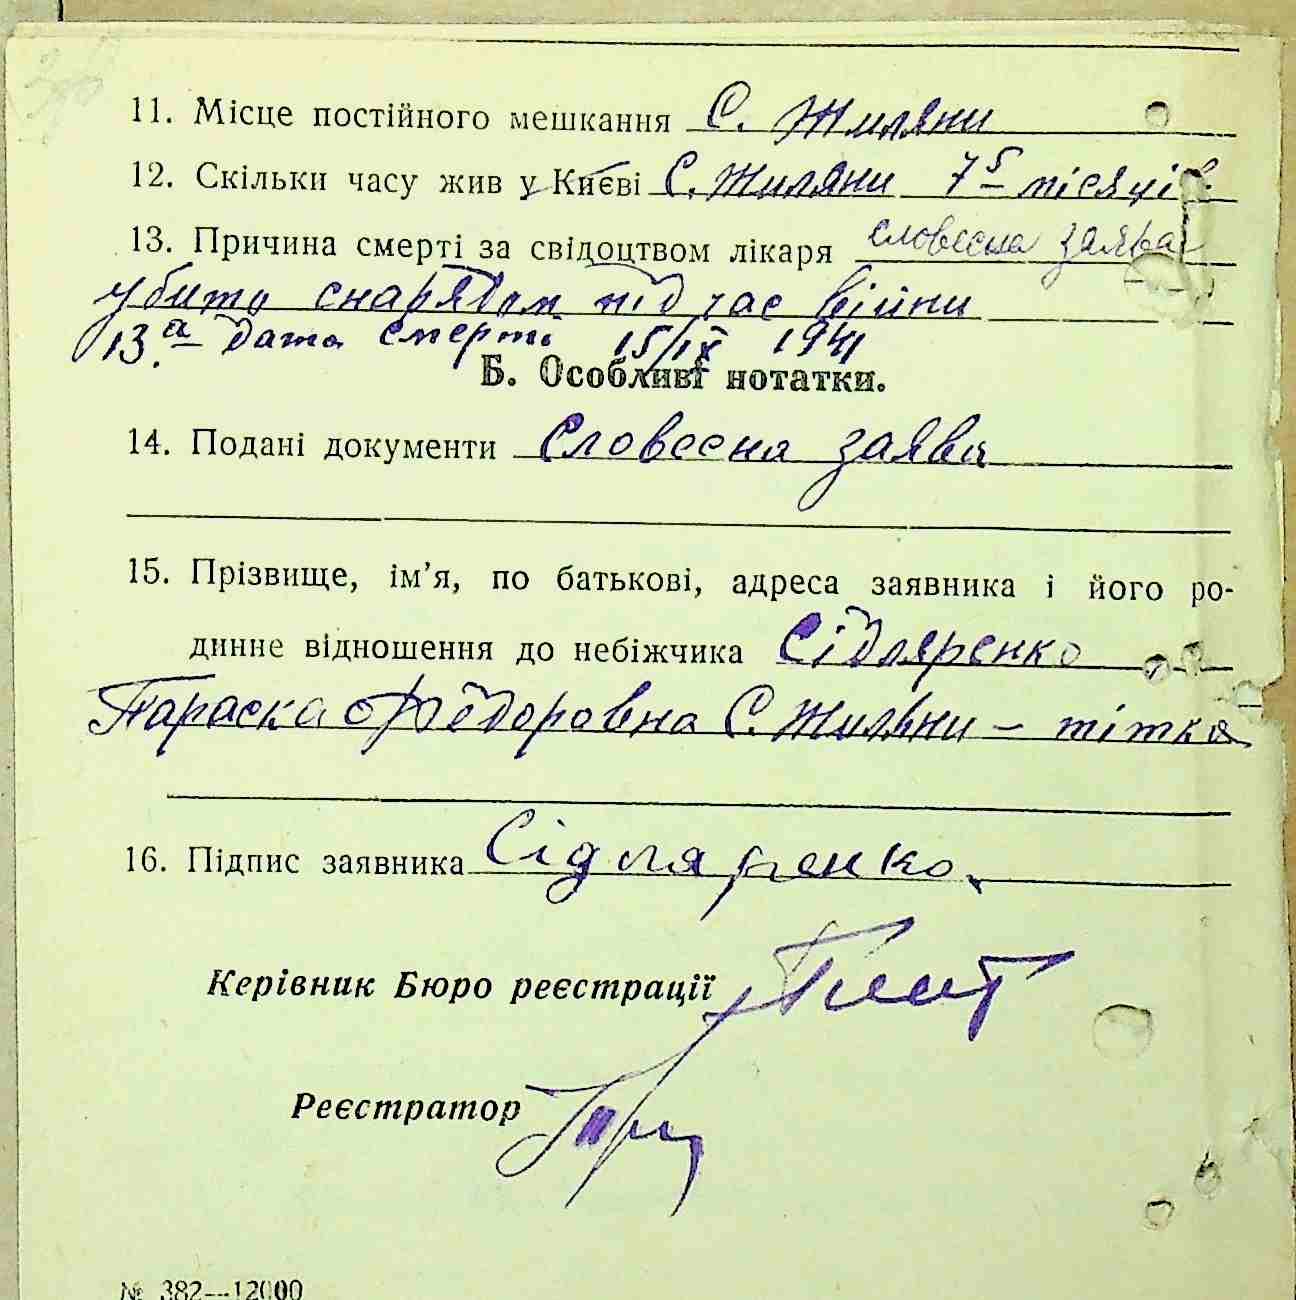 11. Місце постійного мешкання С. Жиляни
12. Скільки часу жив у Києві С. Жиляни 7 місяців
13. Причина смерті за свідоцтвом лікаря словесна заява
убито снарядом під час війни
13.а Дата смерті 15/IX 1941
Б. Особливі нотатки.
14. Подані документи Словесна заява
15. Прізвище, ім’я, по батькові, адреса заявника і його ро-
динне відношення до небіжчика Сідляренко
Параска Фёдоровна С. Жиляни – тітка
16. Підпис заявника Сідляренко
Керівник Бюро реєстрації
Реєстратор
№ 382—12000